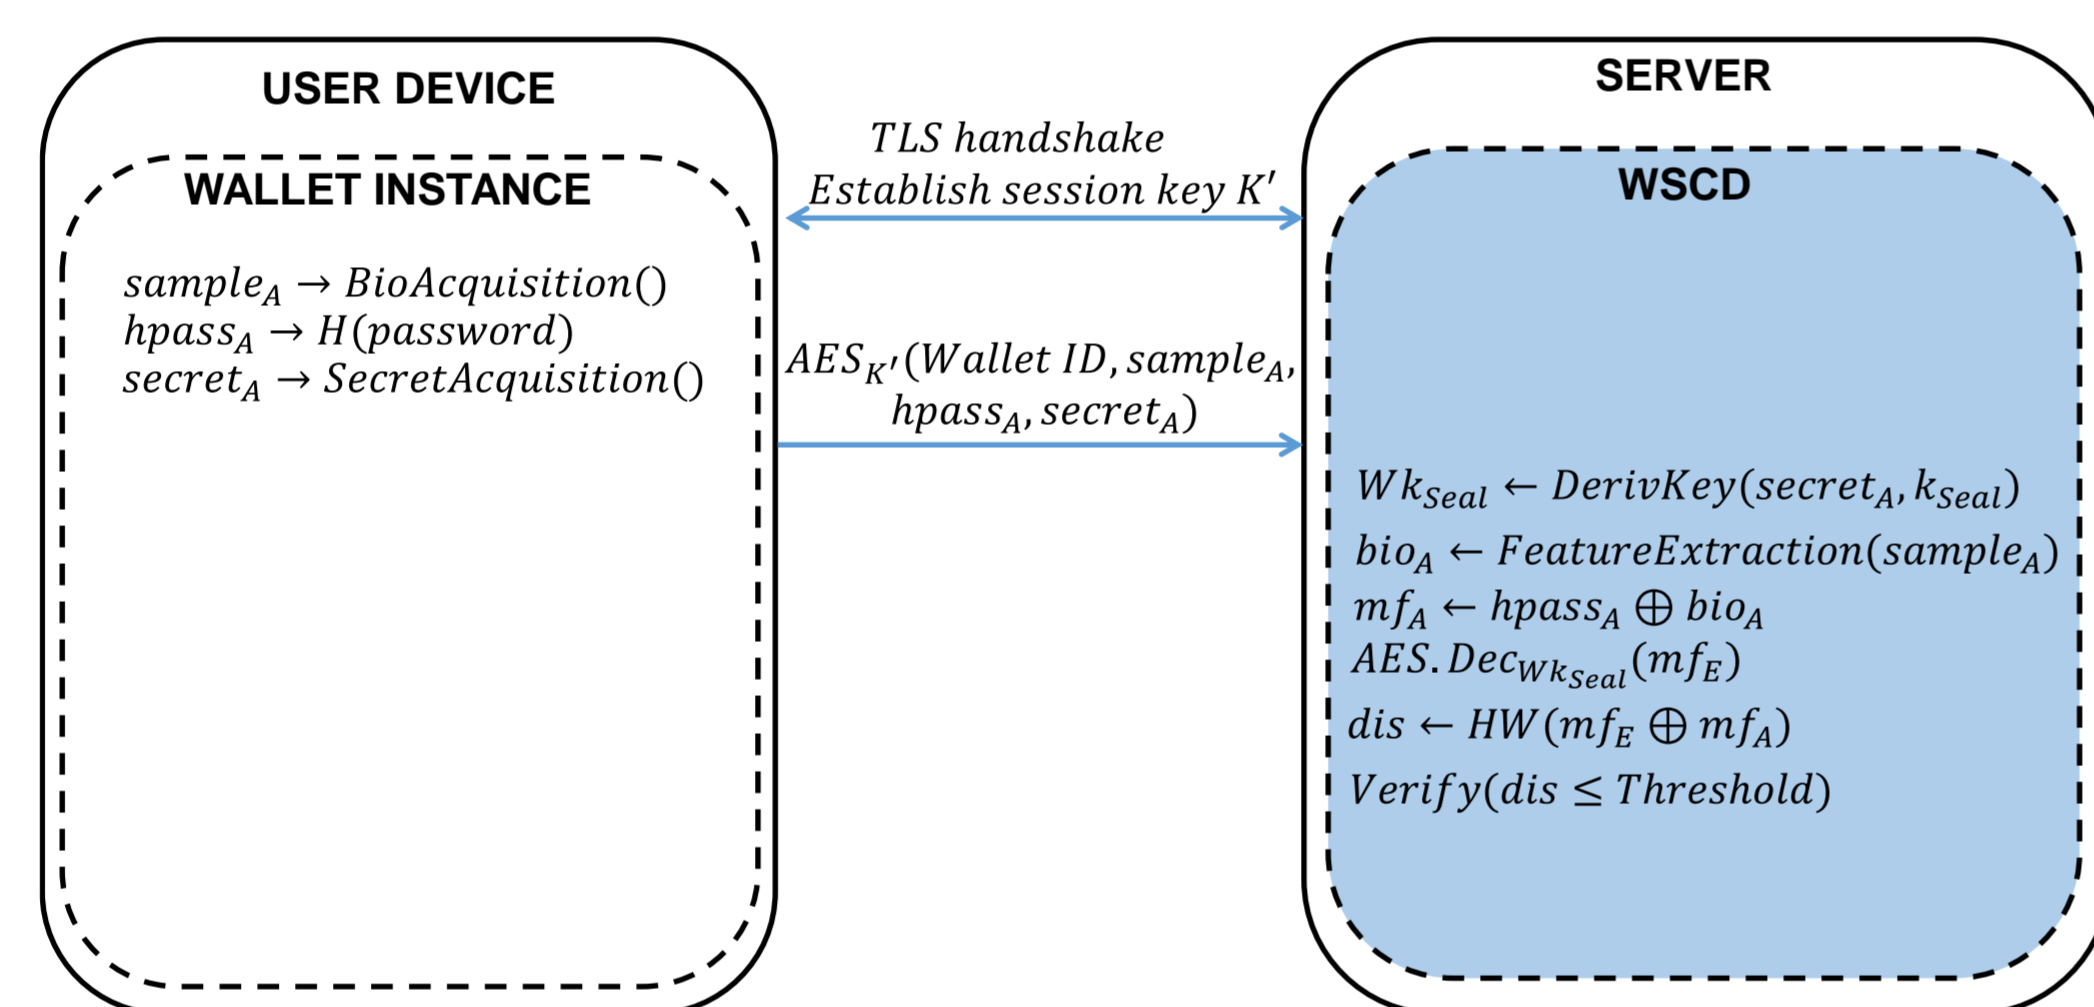 USER DEVICE
WALLET INSTANCE
sample_A → BioAcquisition()
hpass_A → H(password)
secret_A → SecretAcquisition()
TLS handshake
Establish session key K′
AES_K′(Wallet ID, sample_A,
hpass_A, secret_A)
SERVER
WSCD
Wk_Seal ← DerivKey(secret_A, k_Seal)
bio_A ← FeatureExtraction(sample_A)
mf_A ← hpass_A ⊕ bio_A
AES.Dec_Wk_Seal(mf_E)
dis ← HW(mf_E ⊕ mf_A)
Verify(dis ≤ Threshold)